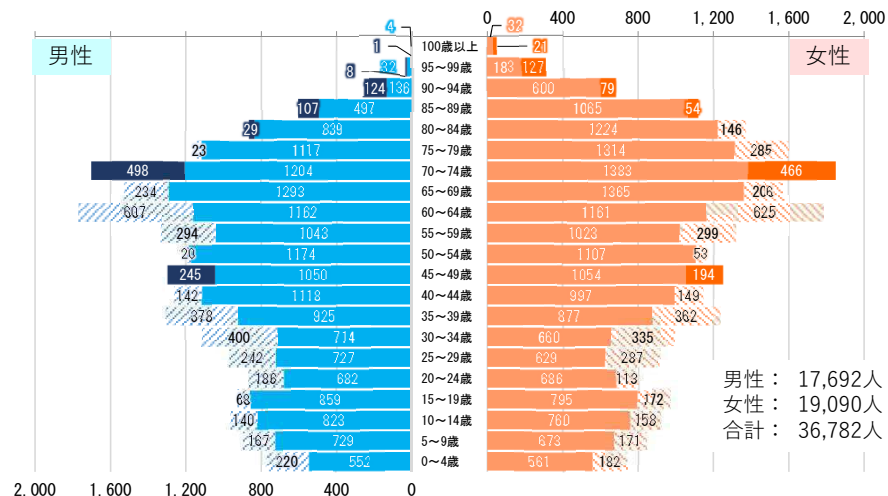 0 400 800 1,200 1,600 2,000
男性
女性
4 32
1 100歳以上 21
8 32 95～99歳 183 127
124 136 90～94歳 600 79
107 497 85～89歳 1065 54
29 839 80～84歳 1224 146
23 1117 75～79歳 1314 285
498 1204 70～74歳 1383 466
234 1293 65～69歳 1365 206
607 1162 60～64歳 1161 625
294 1043 55～59歳 1023 299
20 1174 50～54歳 1107 53
245 1050 45～49歳 1054 194
142 1118 40～44歳 997 149
378 925 35～39歳 877 362
400 714 30～34歳 660 335
242 727 25～29歳 629 287
186 682 20～24歳 686 113
68 859 15～19歳 795 172
140 823 10～14歳 760 158
167 729 5～9歳 673 171
220 552 0～4歳 561 182
男性： 17,692人
女性： 19,090人
合計： 36,782人
2,000 1,600 1,200 800 400 0